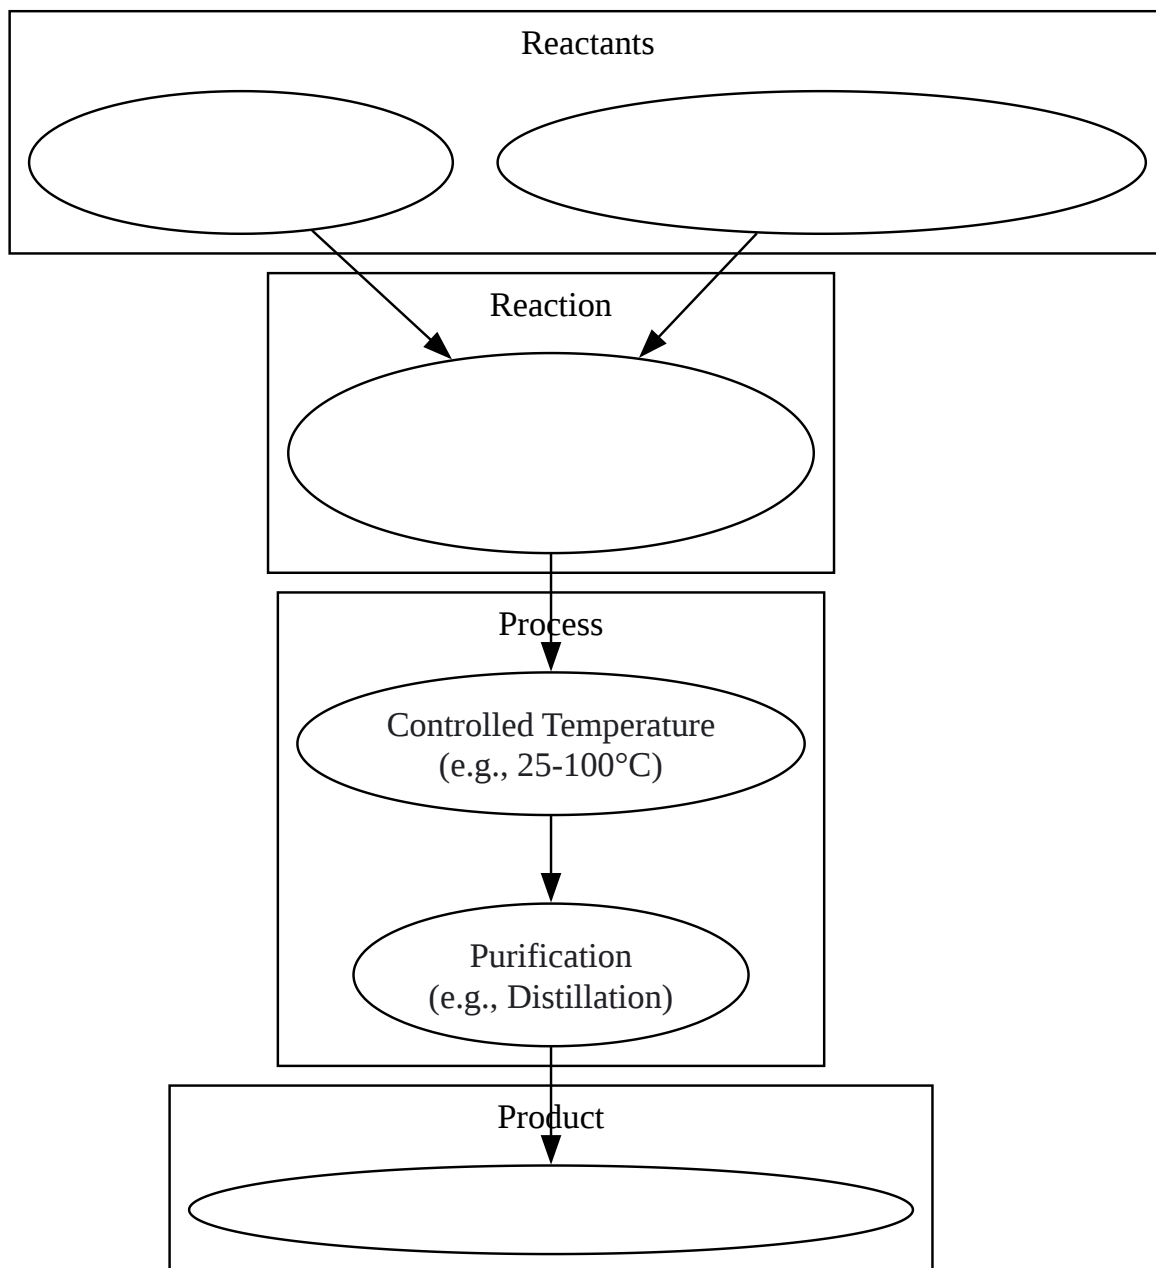 Reactants
Reaction
Process
Controlled Temperature
(e.g., 25-100°C)
Purification
(e.g., Distillation)
Product